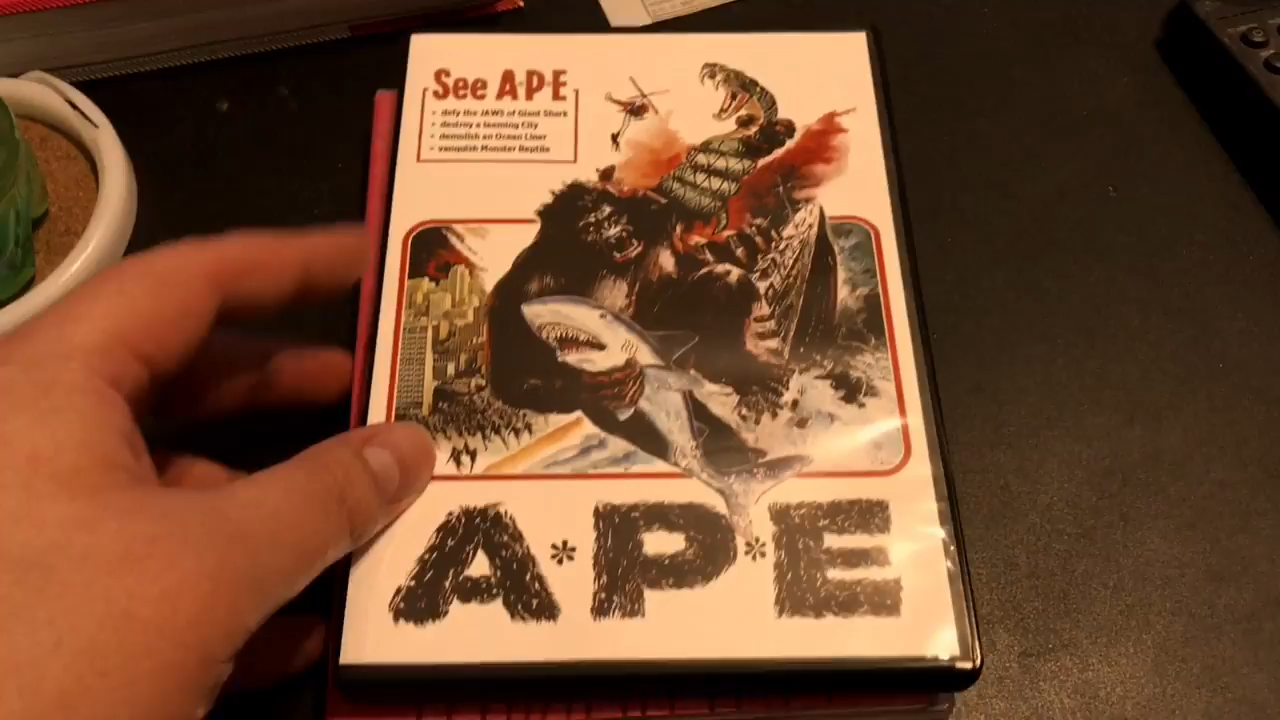 See A·P·E
• defy the JAWS of Giant Shark
• destroy a teeming City
• demolish an Ocean Liner
• vanquish Monster Reptile
A*P*E